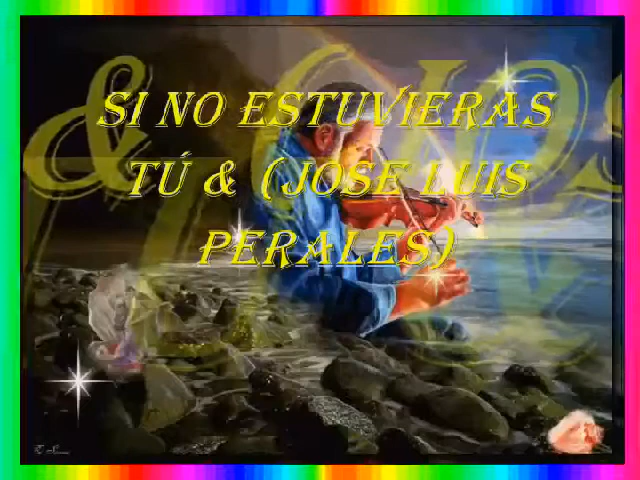 SI NO ESTUVIERAS
TÚ & (JOSE LUIS
PERALES)